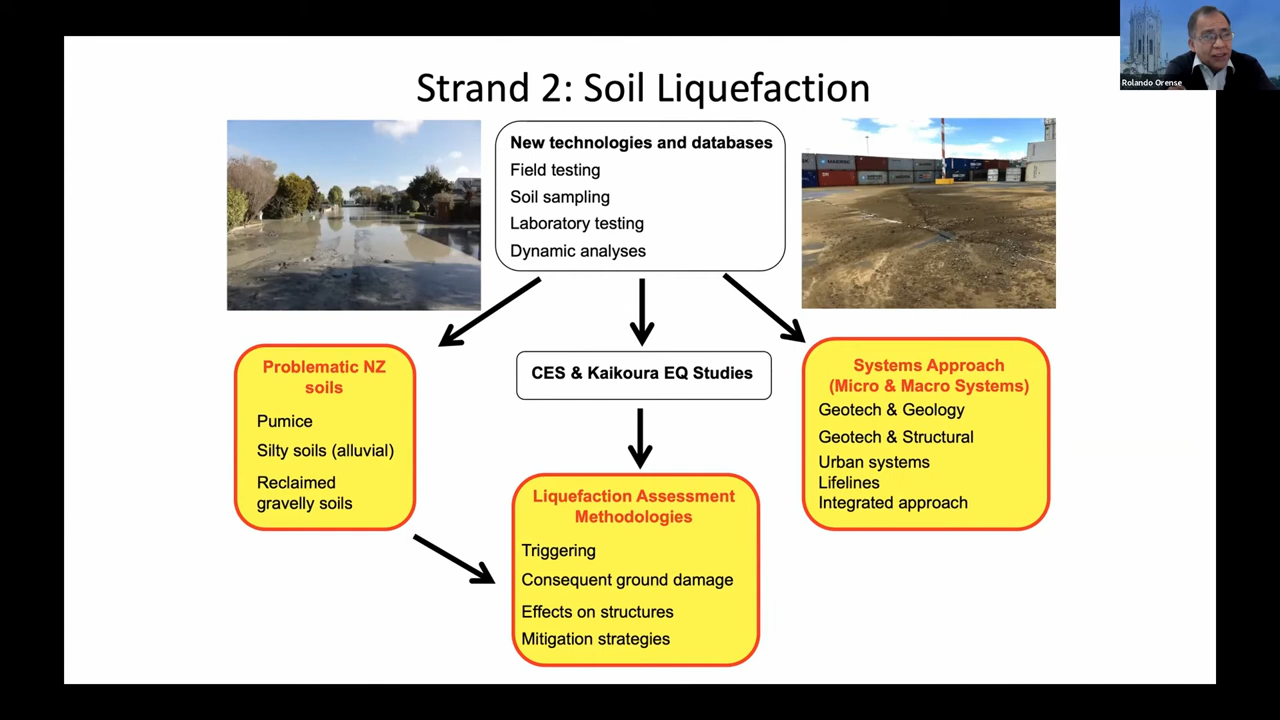 Rolando Orense
Strand 2: Soil Liquefaction
New technologies and databases
Field testing
Soil sampling
Laboratory testing
Dynamic analyses
Problematic NZ
soils
Pumice
Silty soils (alluvial)
Reclaimed
gravelly soils
CES & Kaikoura EQ Studies
Systems Approach
(Micro & Macro Systems)
Geotech & Geology
Geotech & Structural
Urban systems
Lifelines
Integrated approach
Liquefaction Assessment
Methodologies
Triggering
Consequent ground damage
Effects on structures
Mitigation strategies